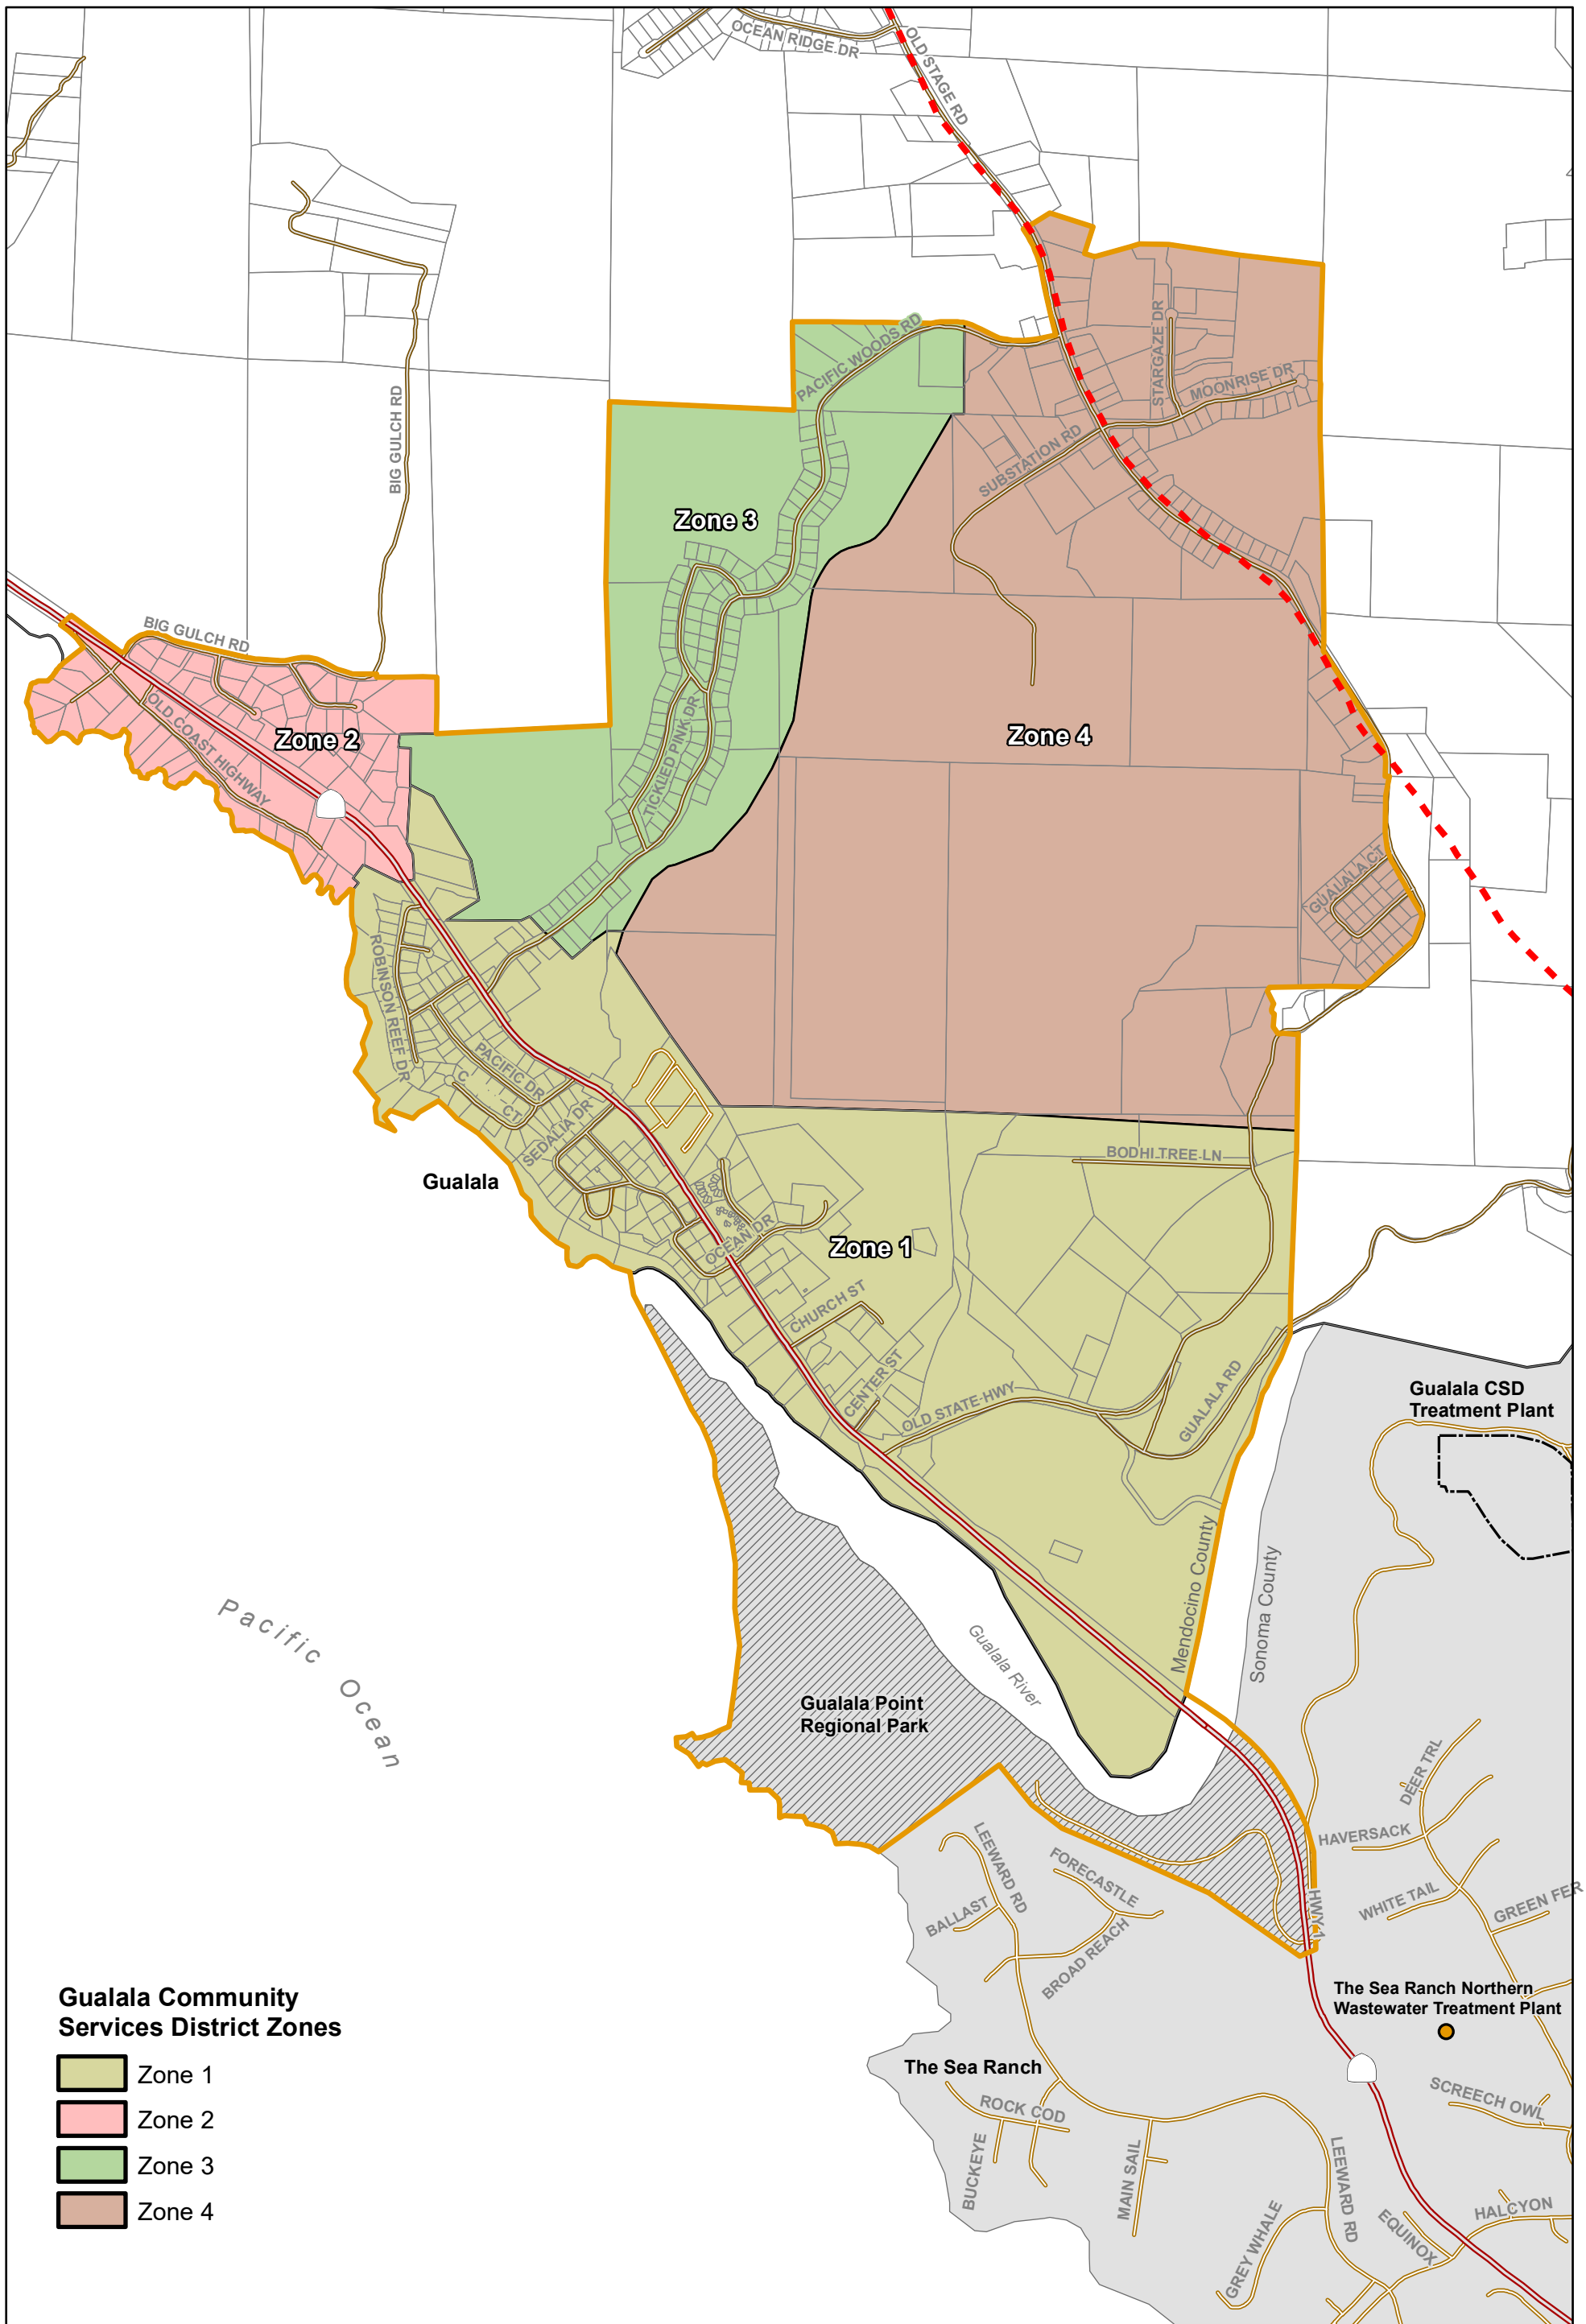 OCEAN RIDGE DR
OLD STAGE RD
PACIFIC WOODS RD
STARGAZE DR
MOONRISE DR
BIG GULCH RD
SUBSTATION RD
Zone 3
BIG GULCH RD
OLD COAST HIGHWAY
Zone 2
TICKLED PINK DR
Zone 4
GUALALA CT
ROBINSON REEF DR
PACIFIC DR
C
CT
SEDALIA DR
BODHI TREE LN
Gualala
OCEAN DR
Zone 1
CHURCH ST
CENTER ST
OLD STATE HWY
GUALALA RD
Gualala CSD
Treatment Plant
Mendocino County
Sonoma County
Pacific Ocean
Gualala River
Gualala Point
Regional Park
DEER TRL
HAVERSACK
LEEWARD RD
FORECASTLE
BALLAST
BROAD REACH
HWY 1
WHITE TAIL
GREEN FER
The Sea Ranch Northern
Wastewater Treatment Plant
The Sea Ranch
ROCK COD
BUCKEYE
MAIN SAIL
LEEWARD RD
SCREECH OWL
GREY WHALE
EQUINOX
HALCYON
Gualala Community
Services District Zones
Zone 1
Zone 2
Zone 3
Zone 4